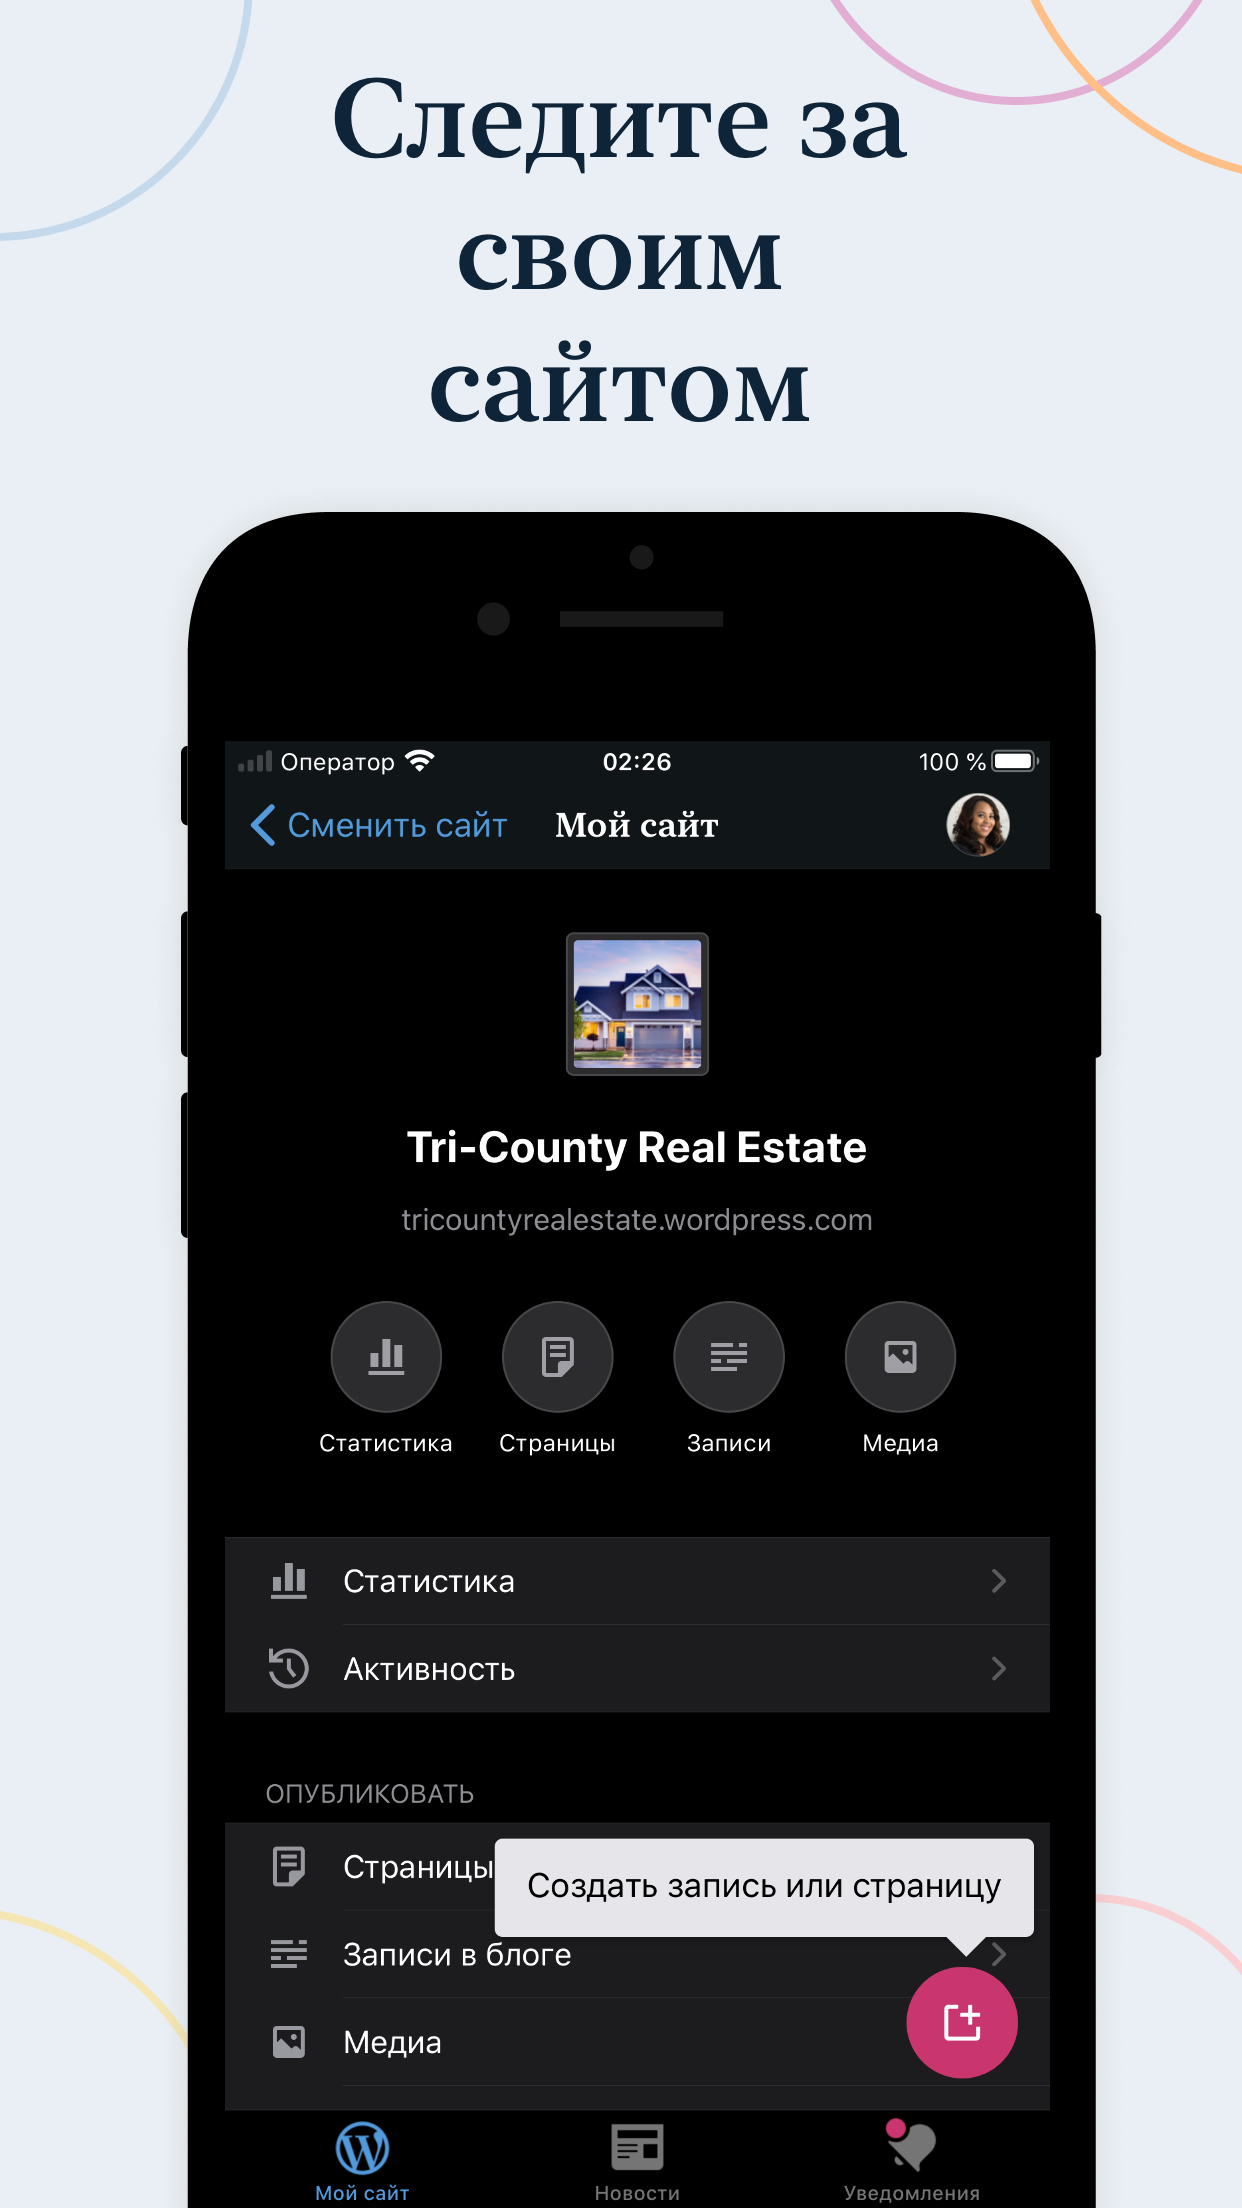 Следите за
своим
сайтом
Оператор 02:26 100 %
Сменить сайт Мой сайт
Tri-County Real Estate
tricountyrealestate.wordpress.com
Статистика Страницы Записи Медиа
Статистика
Активность
ОПУБЛИКОВАТЬ
Страницы
Создать запись или страницу
Записи в блоге
Медиа
Мой сайт Новости Уведомления